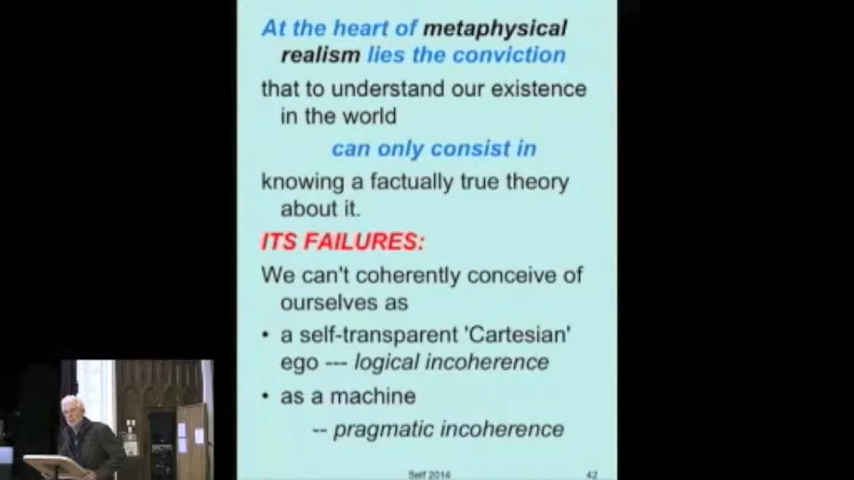 At the heart of metaphysical
realism lies the conviction
that to understand our existence
in the world
can only consist in
knowing a factually true theory
about it.
ITS FAILURES:
We can't coherently conceive of
ourselves as
• a self-transparent 'Cartesian'
ego --- logical incoherence
• as a machine
-- pragmatic incoherence
Self 2014
42